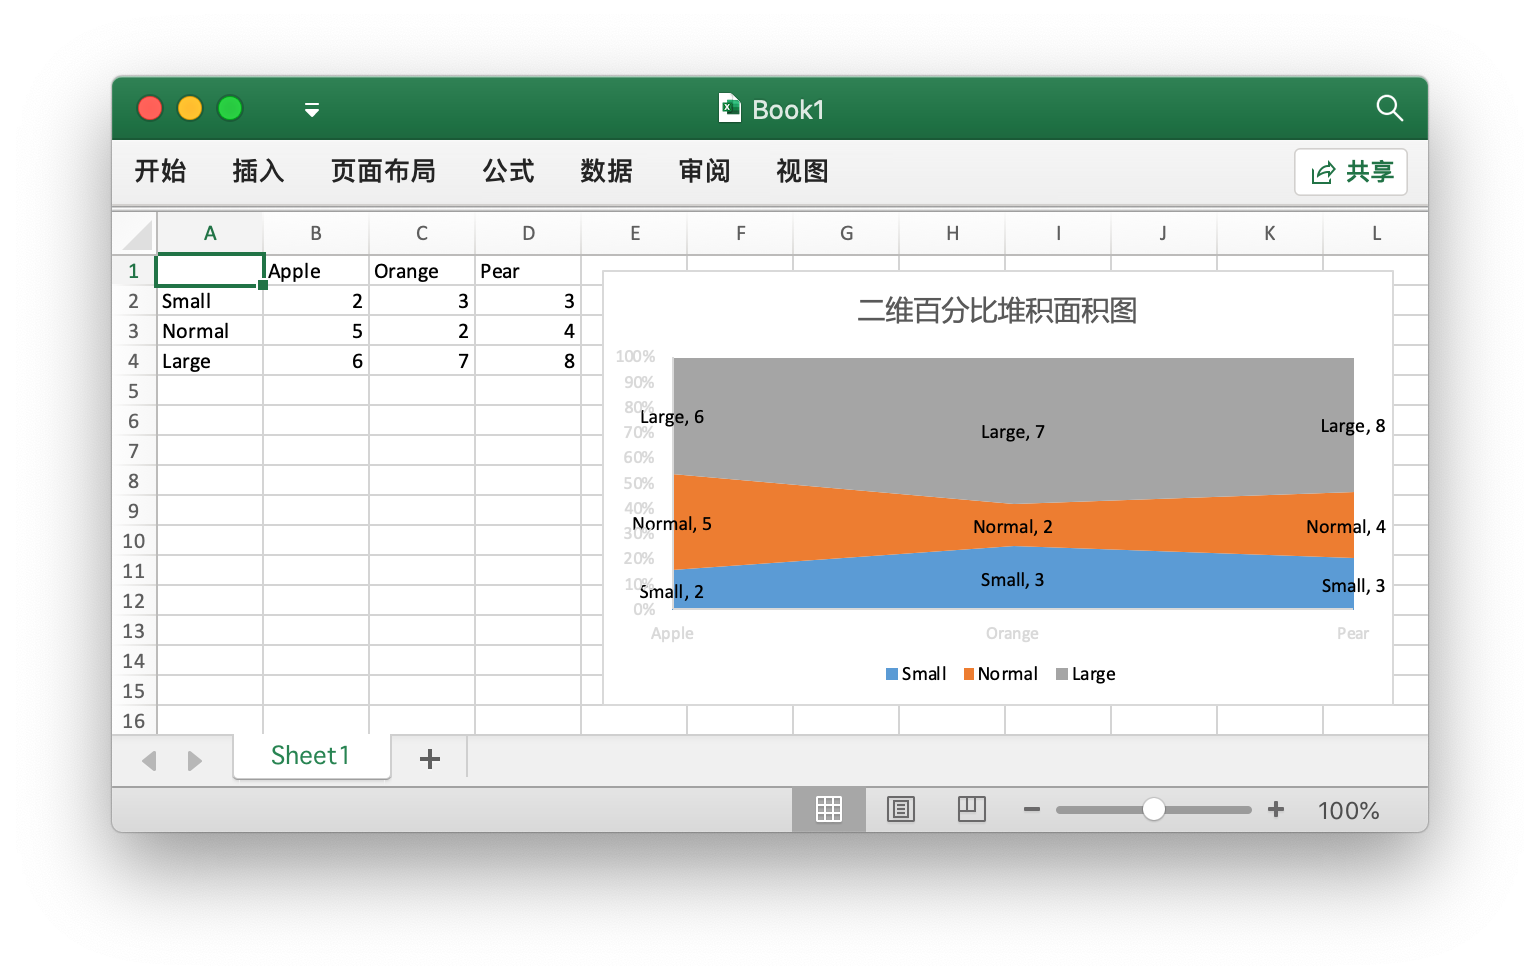 Book1
开始 插入 页面布局 公式 数据 审阅 视图 共享
A B C D E F G H I J K L
1 Apple Orange Pear
2 Small 2 3 3
3 Normal 5 2 4
4 Large 6 7 8
5
6
7
8
9
10
11
12
13
14
15
16
二维百分比堆积面积图
100%
90%
80%
70%
60%
50%
40%
30%
20%
10%
0%
Large, 6 Large, 7 Large, 8
Normal, 5 Normal, 2 Normal, 4
Small, 2 Small, 3 Small, 3
Apple Orange Pear
Small Normal Large
Sheet1
100%